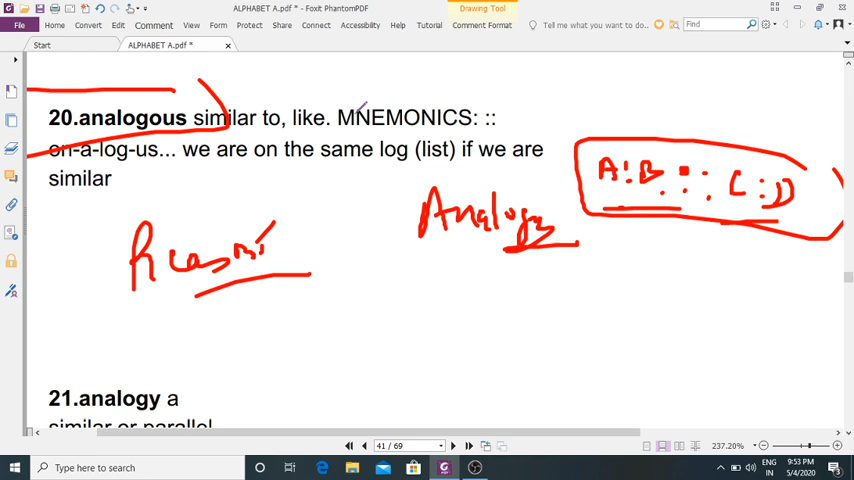 ALPHABET A.pdf * - Foxit PhantomPDF
Drawing Tool
File Home Convert Edit Organize Comment View Form Protect Share Connect Accessibility Help Tutorial Comment Format Tell me what you want to do.. Find
Start ALPHABET A.pdf *
20.analogous similar to, like. MNEMONICS: ::
on-a-log-us... we are on the same log (list) if we are
similar
A:B :: C:D
Analogy
21.analogy a
similar or parallel
41 / 69 237.20%
Type here to search
ENG 9:53 PM
IN 5/4/2020
3